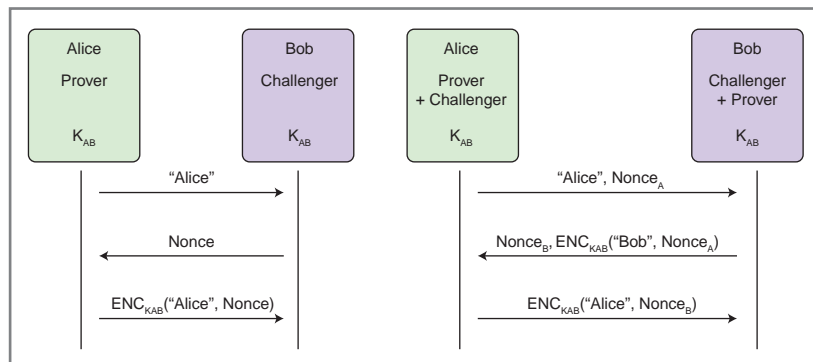 Alice
Prover
K_AB
Bob
Challenger
K_AB
“Alice”
Nonce
ENC_KAB(“Alice”, Nonce)
Alice
Prover
+ Challenger
K_AB
Bob
Challenger
+ Prover
K_AB
“Alice”, Nonce_A
Nonce_B, ENC_KAB(“Bob”, Nonce_A)
ENC_KAB(“Alice”, Nonce_B)